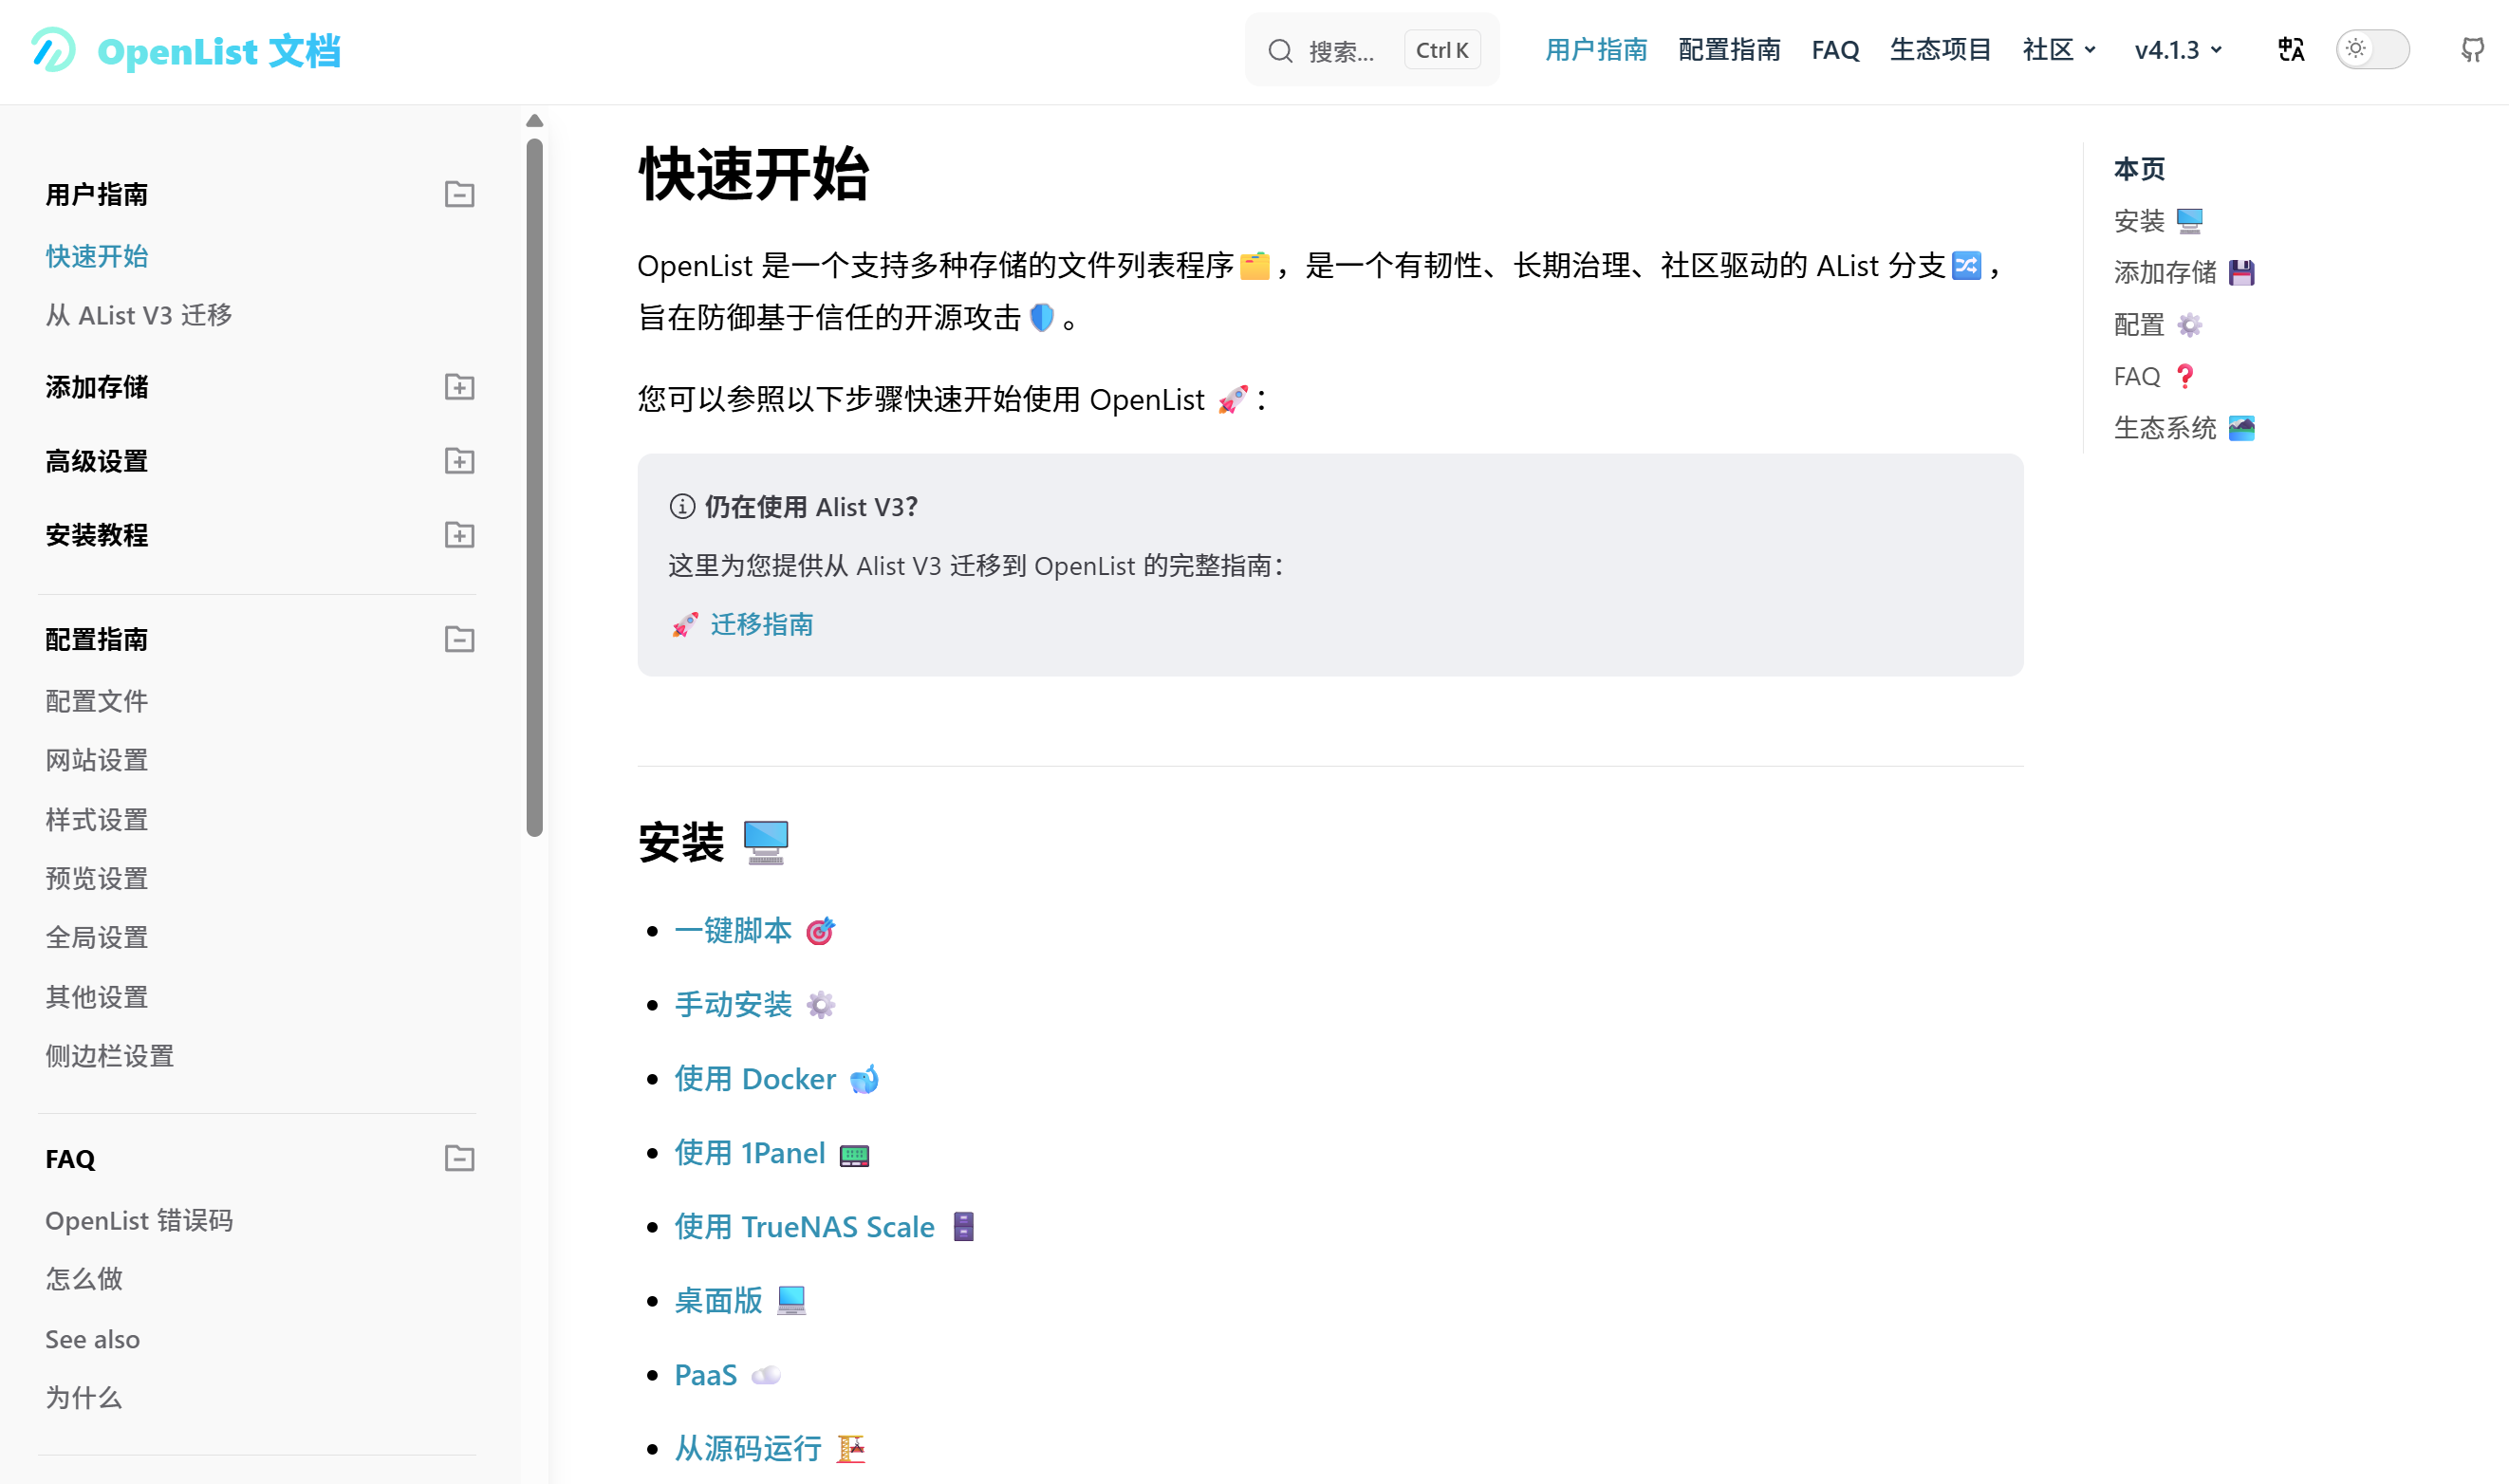 OpenList 文档
搜索... Ctrl K
用户指南 配置指南 FAQ 生态项目 社区 v4.1.3
用户指南
快速开始
从 AList V3 迁移
添加存储
高级设置
安装教程
配置指南
配置文件
网站设置
样式设置
预览设置
全局设置
其他设置
侧边栏设置
FAQ
OpenList 错误码
怎么做
See also
为什么
快速开始
OpenList 是一个支持多种存储的文件列表程序🗂️，是一个有韧性、长期治理、社区驱动的 AList 分支🔀，
旨在防御基于信任的开源攻击🛡️。
您可以参照以下步骤快速开始使用 OpenList 🚀：
仍在使用 Alist V3?
这里为您提供从 Alist V3 迁移到 OpenList 的完整指南：
🚀 迁移指南
安装 🖥️
一键脚本 🎯
手动安装 ⚙️
使用 Docker 🐳
使用 1Panel 📟
使用 TrueNAS Scale 🗄️
桌面版 💻
PaaS ☁️
从源码运行 🏗️
本页
安装 🖥️
添加存储 💾
配置 ⚙️
FAQ ❓
生态系统 🏞️